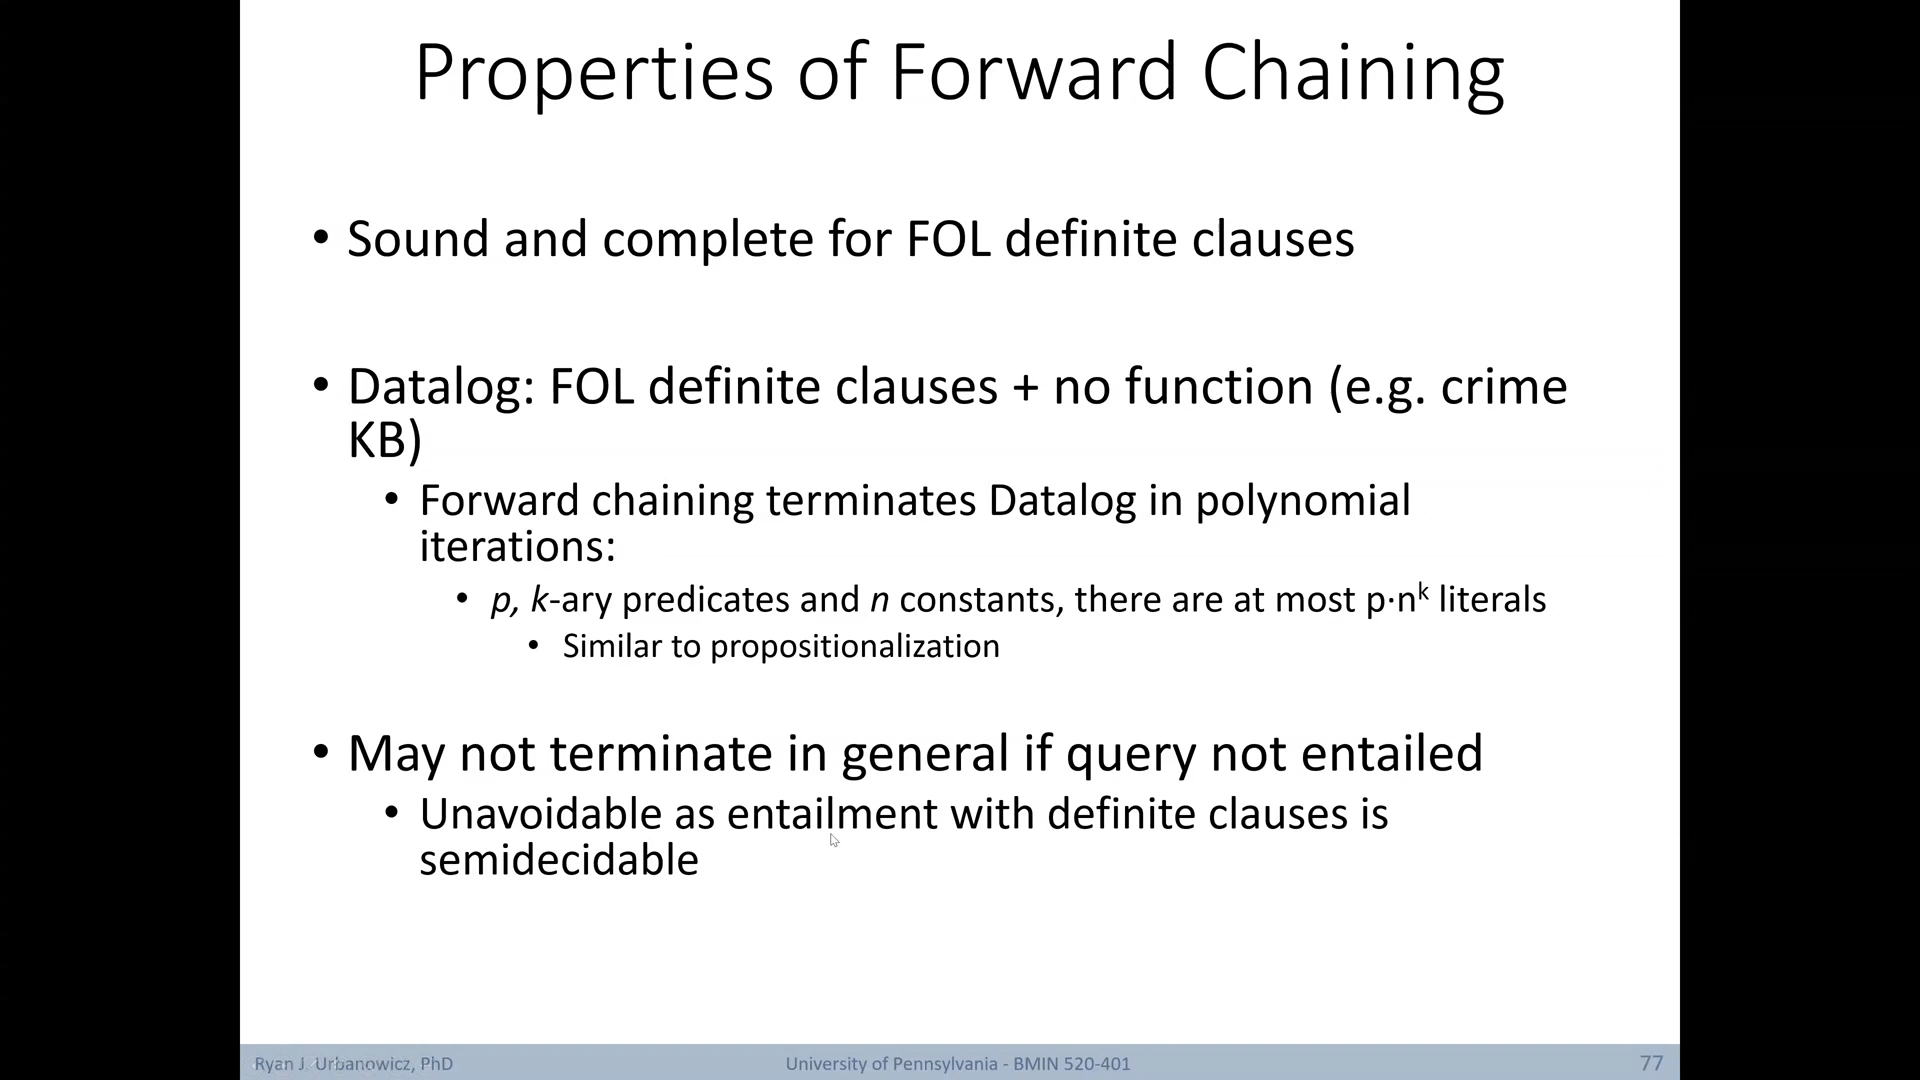 Properties of Forward Chaining
• Sound and complete for FOL definite clauses
• Datalog: FOL definite clauses + no function (e.g. crime
KB)
• Forward chaining terminates Datalog in polynomial
iterations:
• p, k-ary predicates and n constants, there are at most p·nᵏ literals
• Similar to propositionalization
• May not terminate in general if query not entailed
• Unavoidable as entailment with definite clauses is
semidecidable
Ryan J. Urbanowicz, PhD
University of Pennsylvania - BMIN 520-401
77